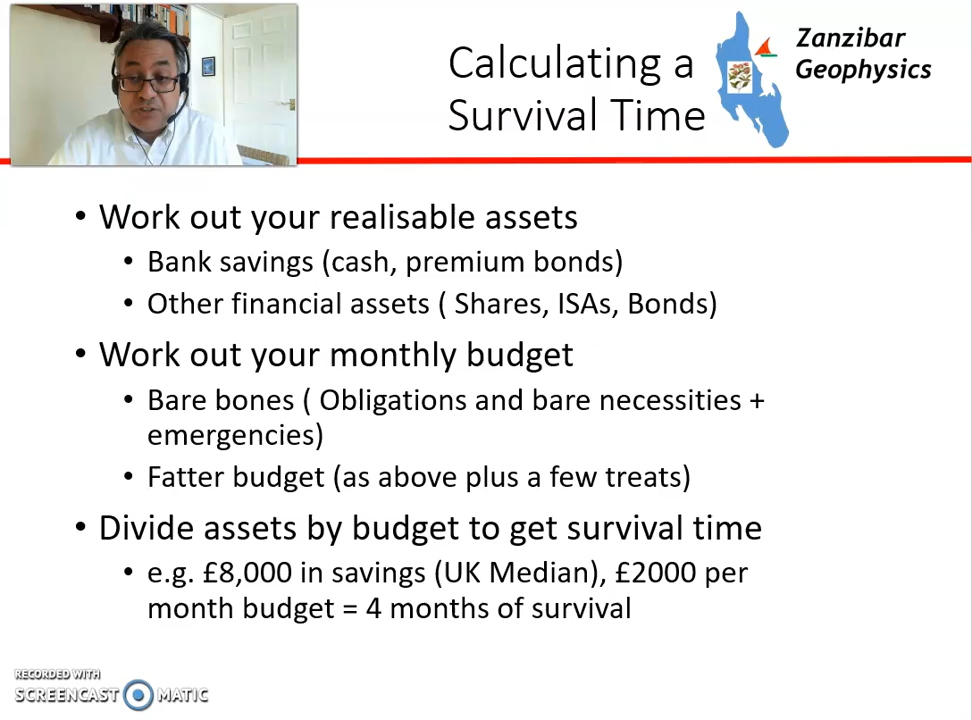 Calculating a
Survival Time
Zanzibar
Geophysics
• Work out your realisable assets
• Bank savings (cash, premium bonds)
• Other financial assets ( Shares, ISAs, Bonds)
• Work out your monthly budget
• Bare bones ( Obligations and bare necessities +
emergencies)
• Fatter budget (as above plus a few treats)
• Divide assets by budget to get survival time
• e.g. £8,000 in savings (UK Median), £2000 per
month budget = 4 months of survival
RECORDED WITH
SCREENCAST MATIC